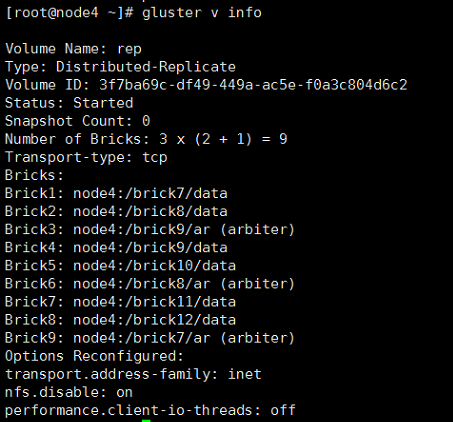 [root@node4 ~]# gluster v info
Volume Name: rep
Type: Distributed-Replicate
Volume ID: 3f7ba69c-df49-449a-ac5e-f0a3c804d6c2
Status: Started
Snapshot Count: 0
Number of Bricks: 3 x (2 + 1) = 9
Transport-type: tcp
Bricks:
Brick1: node4:/brick7/data
Brick2: node4:/brick8/data
Brick3: node4:/brick9/ar (arbiter)
Brick4: node4:/brick9/data
Brick5: node4:/brick10/data
Brick6: node4:/brick8/ar (arbiter)
Brick7: node4:/brick11/data
Brick8: node4:/brick12/data
Brick9: node4:/brick7/ar (arbiter)
Options Reconfigured:
transport.address-family: inet
nfs.disable: on
performance.client-io-threads: off